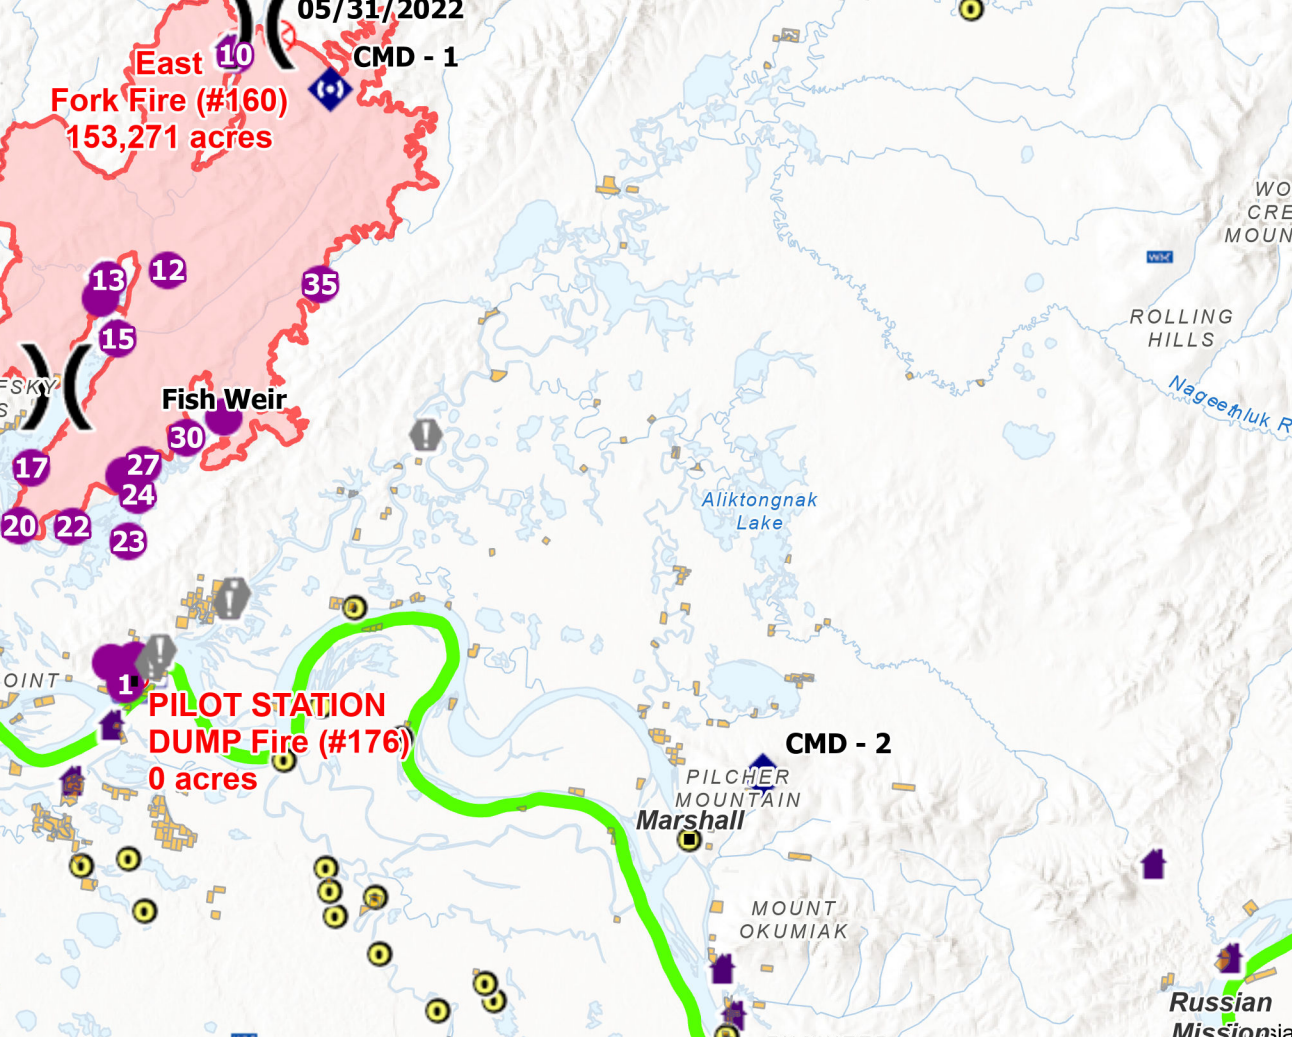 05/31/2022
CMD - 1
10
East
Fork Fire (#160)
153,271 acres
13
12
35
15
ROLLING
HILLS
Fish Weir
30
17
27
24
20
22
23
Aliktongnak
Lake
OINT
1
PILOT STATION
DUMP Fire (#176)
0 acres
CMD - 2
PILCHER
MOUNTAIN
Marshall
MOUNT
OKUMIAK
Russian
Mission